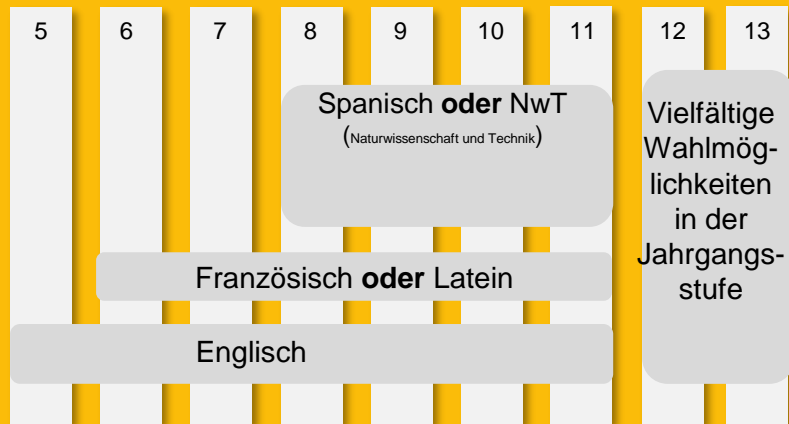 5 6 7 8 9 10 11 12 13
Spanisch oder NwT
(Naturwissenschaft und Technik)
Französisch oder Latein
Englisch
Vielfältige
Wahlmög-
lichkeiten
in der
Jahrgangs-
stufe